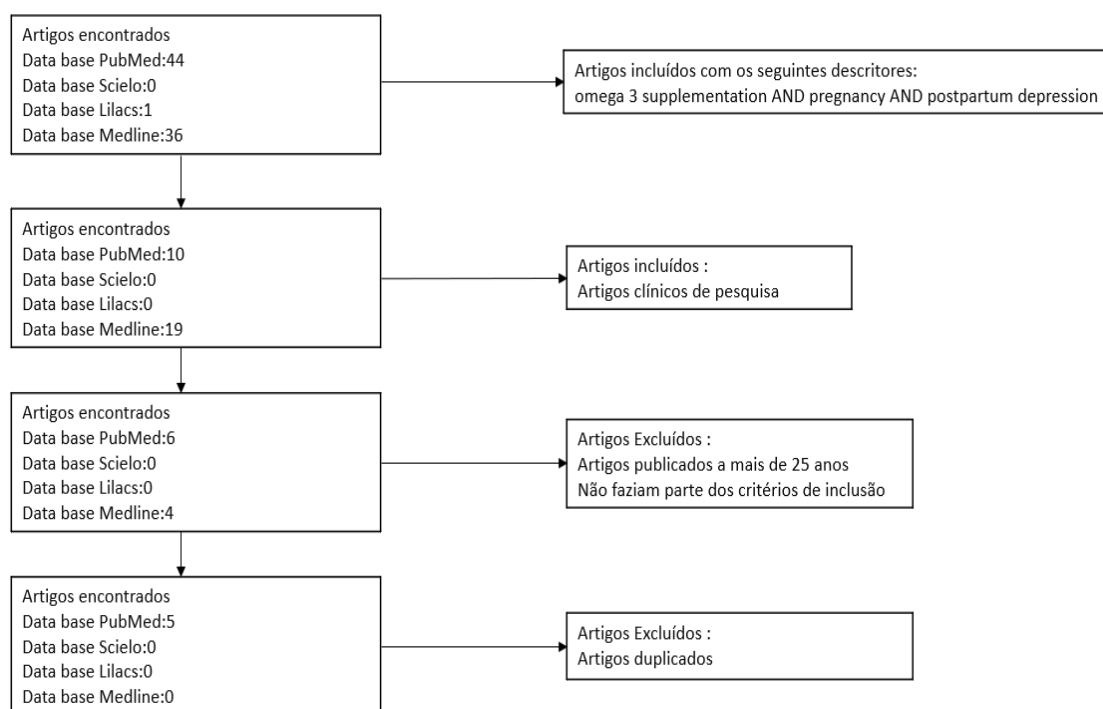 Artigos encontrados
Data base PubMed:44
Data base Scielo:0
Data base Lilacs:1
Data base Medline:36
Artigos incluídos com os seguintes descritores:
omega 3 supplementation AND pregnancy AND postpartum depression
Artigos encontrados
Data base PubMed:10
Data base Scielo:0
Data base Lilacs:0
Data base Medline:19
Artigos incluídos :
Artigos clínicos de pesquisa
Artigos encontrados
Data base PubMed:6
Data base Scielo:0
Data base Lilacs:0
Data base Medline:4
Artigos Excluídos :
Artigos publicados a mais de 25 anos
Não faziam parte dos critérios de inclusão
Artigos encontrados
Data base PubMed:5
Data base Scielo:0
Data base Lilacs:0
Data base Medline:0
Artigos Excluídos :
Artigos duplicados